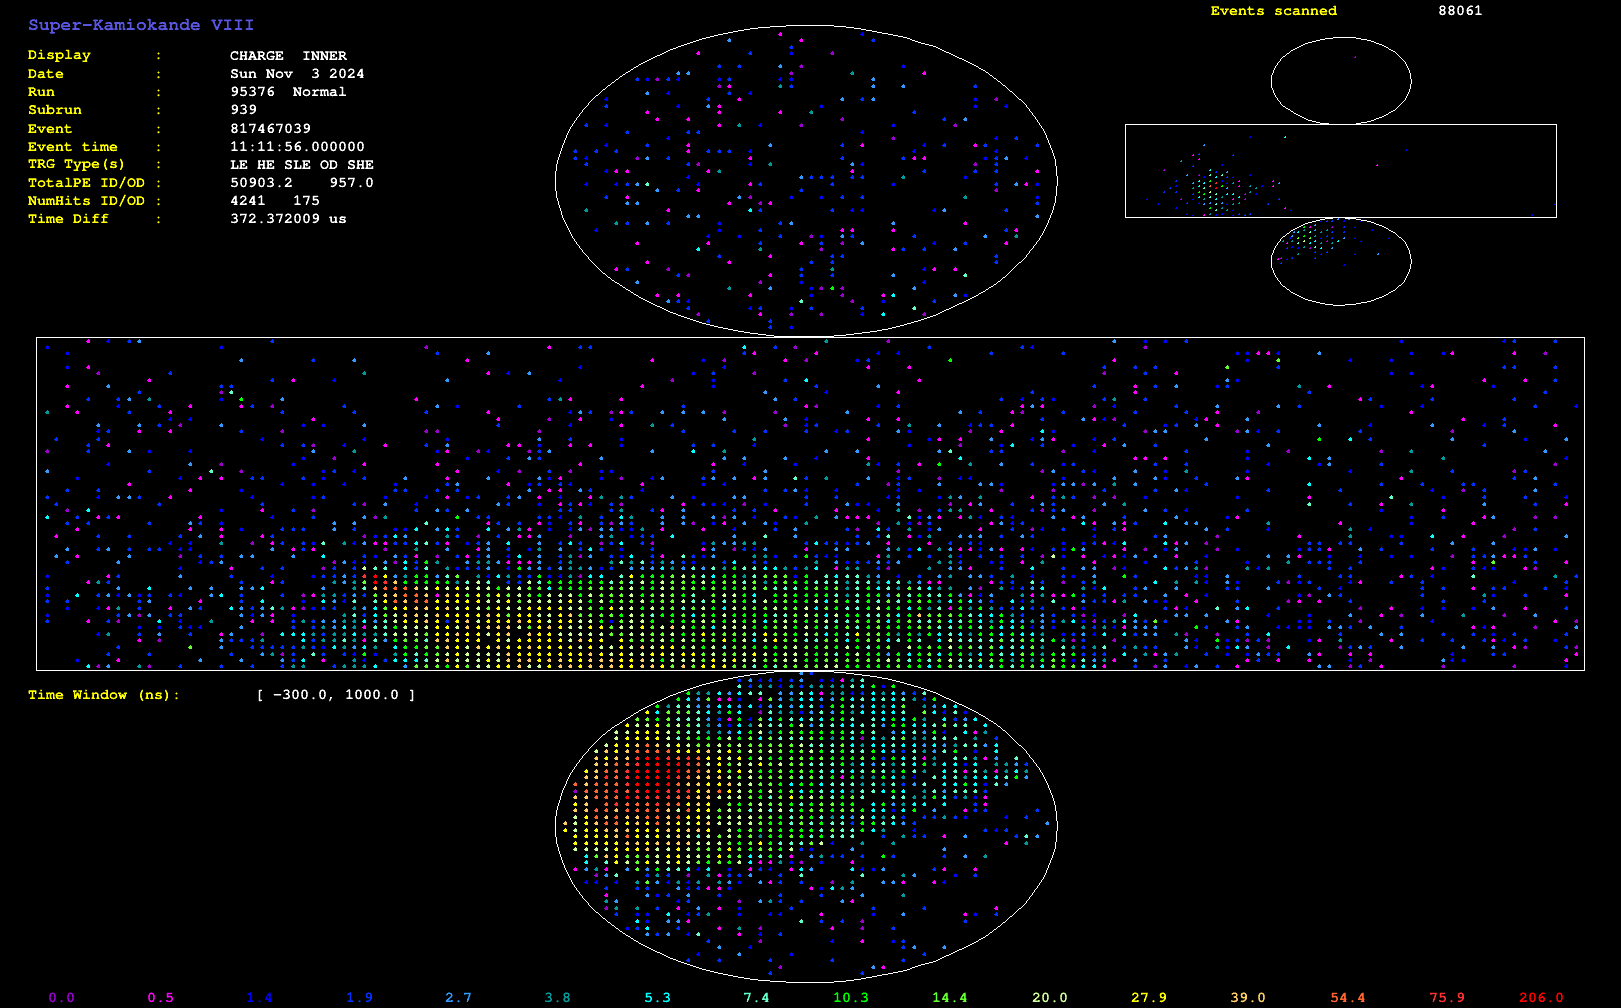 Super-Kamiokande VIII
Events scanned 88061
Display : CHARGE INNER
Date : Sun Nov 3 2024
Run : 95376 Normal
Subrun : 939
Event : 817467039
Event time : 11:11:56.000000
TRG Type(s) : LE HE SLE OD SHE
TotalPE ID/OD : 50903.2 957.0
NumHits ID/OD : 4241 175
Time Diff : 372.372009 us
Time Window (ns): [ -300.0, 1000.0 ]
0.0 0.5 1.4 1.9 2.7 3.8 5.3 7.4 10.3 14.4 20.0 27.9 39.0 54.4 75.9 206.0